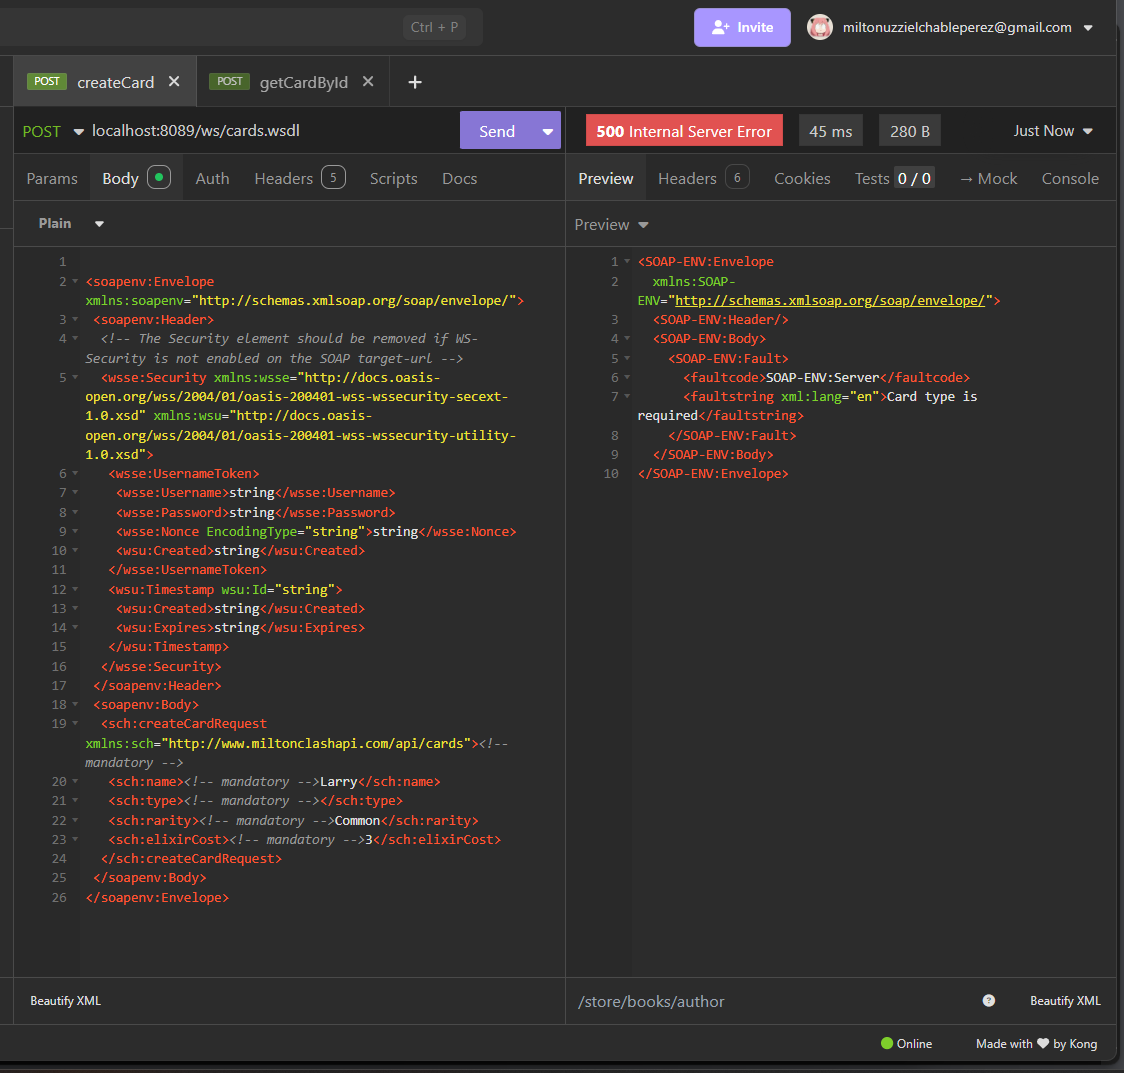 Ctrl + P
Invite
miltonuzzielchableperez@gmail.com
POST createCard
POST getCardById
POST localhost:8089/ws/cards.wsdl
Send
500 Internal Server Error
45 ms
280 B
Just Now
Params
Body
Auth
Headers 5
Scripts
Docs
Preview
Headers 6
Cookies
Tests 0 / 0
→ Mock
Console
Plain
Preview
1
2 <soapenv:Envelope
xmlns:soapenv="http://schemas.xmlsoap.org/soap/envelope/">
3 <soapenv:Header>
4 <!-- The Security element should be removed if WS-
Security is not enabled on the SOAP target-url -->
5 <wsse:Security xmlns:wsse="http://docs.oasis-
open.org/wss/2004/01/oasis-200401-wss-wssecurity-secext-
1.0.xsd" xmlns:wsu="http://docs.oasis-
open.org/wss/2004/01/oasis-200401-wss-wssecurity-utility-
1.0.xsd">
6 <wsse:UsernameToken>
7 <wsse:Username>string</wsse:Username>
8 <wsse:Password>string</wsse:Password>
9 <wsse:Nonce EncodingType="string">string</wsse:Nonce>
10 <wsu:Created>string</wsu:Created>
11 </wsse:UsernameToken>
12 <wsu:Timestamp wsu:Id="string">
13 <wsu:Created>string</wsu:Created>
14 <wsu:Expires>string</wsu:Expires>
15 </wsu:Timestamp>
16 </wsse:Security>
17 </soapenv:Header>
18 <soapenv:Body>
19 <sch:createCardRequest
xmlns:sch="http://www.miltonclashapi.com/api/cards"><!--
mandatory -->
20 <sch:name><!-- mandatory -->Larry</sch:name>
21 <sch:type><!-- mandatory --></sch:type>
22 <sch:rarity><!-- mandatory -->Common</sch:rarity>
23 <sch:elixirCost><!-- mandatory -->3</sch:elixirCost>
24 </sch:createCardRequest>
25 </soapenv:Body>
26 </soapenv:Envelope>
1 <SOAP-ENV:Envelope
2 xmlns:SOAP-
ENV="http://schemas.xmlsoap.org/soap/envelope/">
3 <SOAP-ENV:Header/>
4 <SOAP-ENV:Body>
5 <SOAP-ENV:Fault>
6 <faultcode>SOAP-ENV:Server</faultcode>
7 <faultstring xml:lang="en">Card type is
required</faultstring>
8 </SOAP-ENV:Fault>
9 </SOAP-ENV:Body>
10 </SOAP-ENV:Envelope>
Beautify XML
/store/books/author
?
Beautify XML
Online
Made with ♥ by Kong